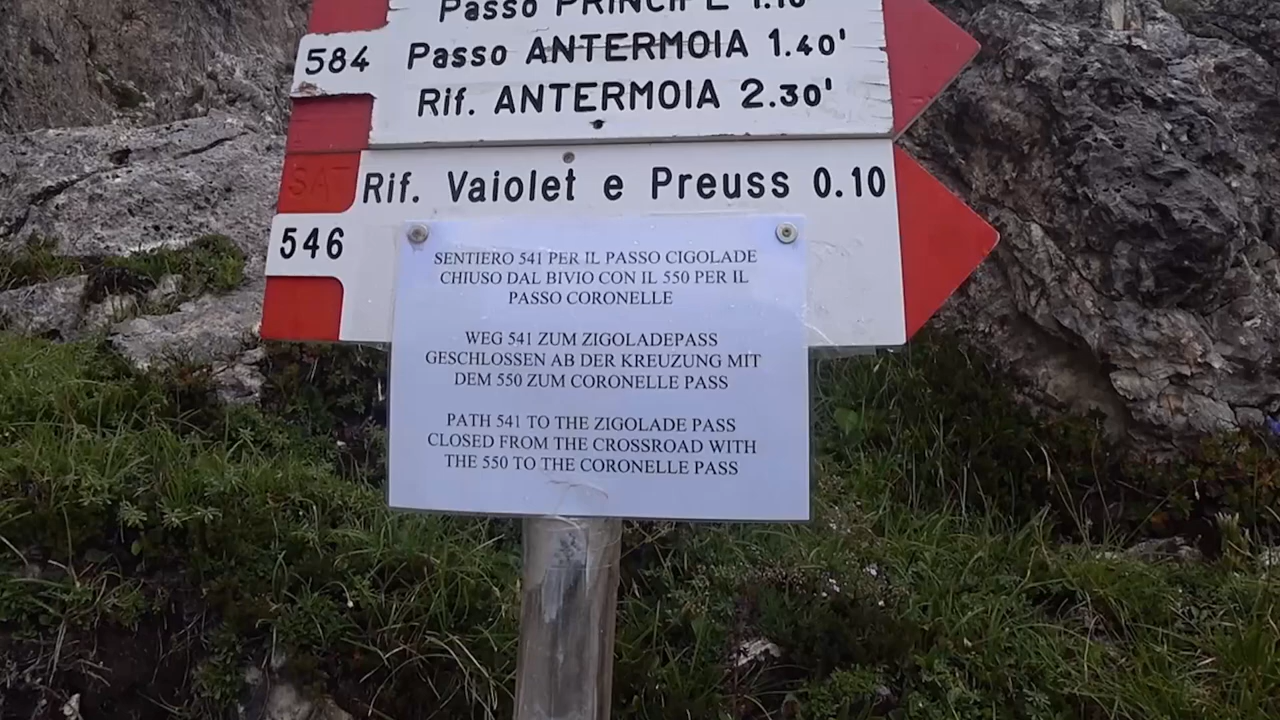 Passo PRINCIPE 1.10'
584 Passo ANTERMOIA 1.40'
Rif. ANTERMOIA 2.30'
SAT
Rif. Vaiolet e Preuss 0.10
546
SENTIERO 541 PER IL PASSO CIGOLADE
CHIUSO DAL BIVIO CON IL 550 PER IL
PASSO CORONELLE
WEG 541 ZUM ZIGOLADEPASS
GESCHLOSSEN AB DER KREUZUNG MIT
DEM 550 ZUM CORONELLE PASS
PATH 541 TO THE ZIGOLADE PASS
CLOSED FROM THE CROSSROAD WITH
THE 550 TO THE CORONELLE PASS